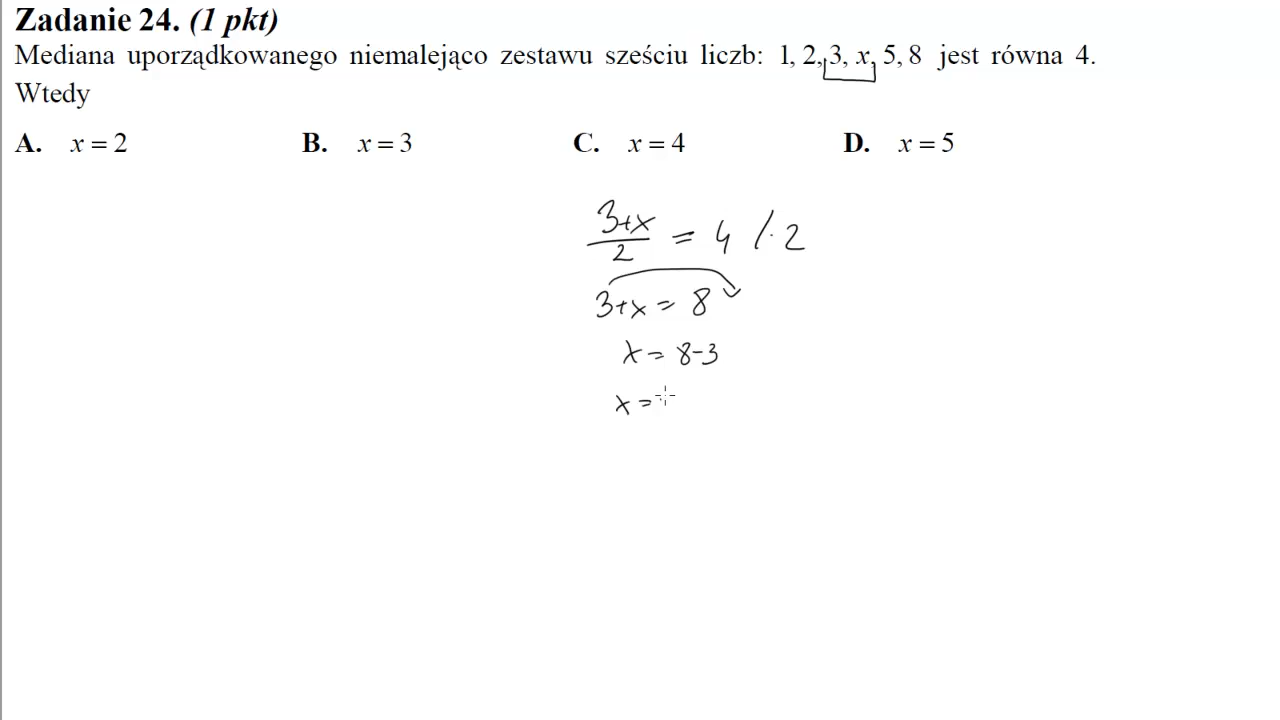 Zadanie 24. (1 pkt)
Mediana uporządkowanego niemalejąco zestawu sześciu liczb: 1, 2, 3, x, 5, 8 jest równa 4.
Wtedy
A. x = 2 B. x = 3 C. x = 4 D. x = 5
3+x/2 = 4 /·2
3+x = 8
x = 8-3
x =